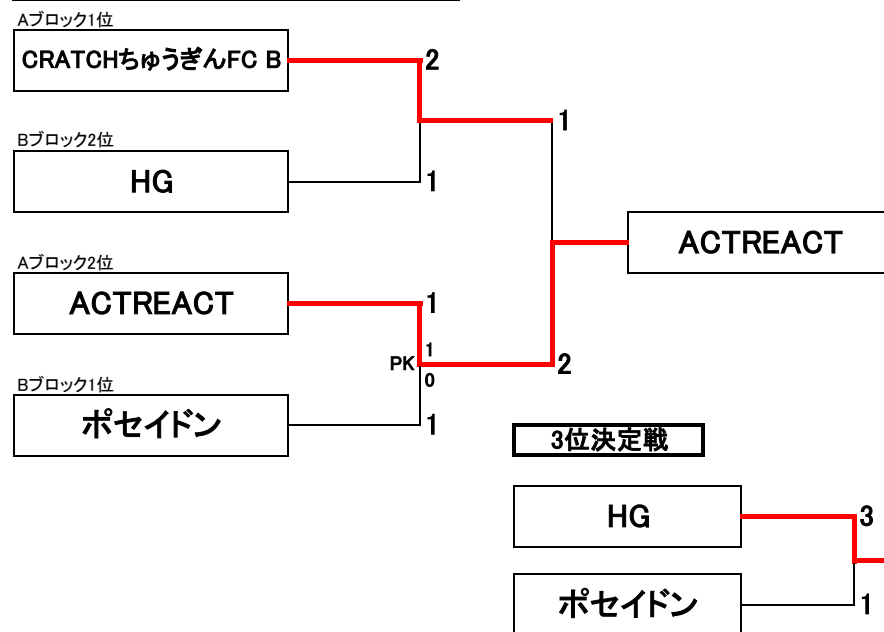 Aブロック1位
CRATCHちゅうぎんFC B
2
1
Bブロック2位
HG
1
ACTREACT
Aブロック2位
ACTREACT
1
1
PK
0
2
Bブロック1位
ポセイドン
1
3位決定戦
HG
3
ポセイドン
1